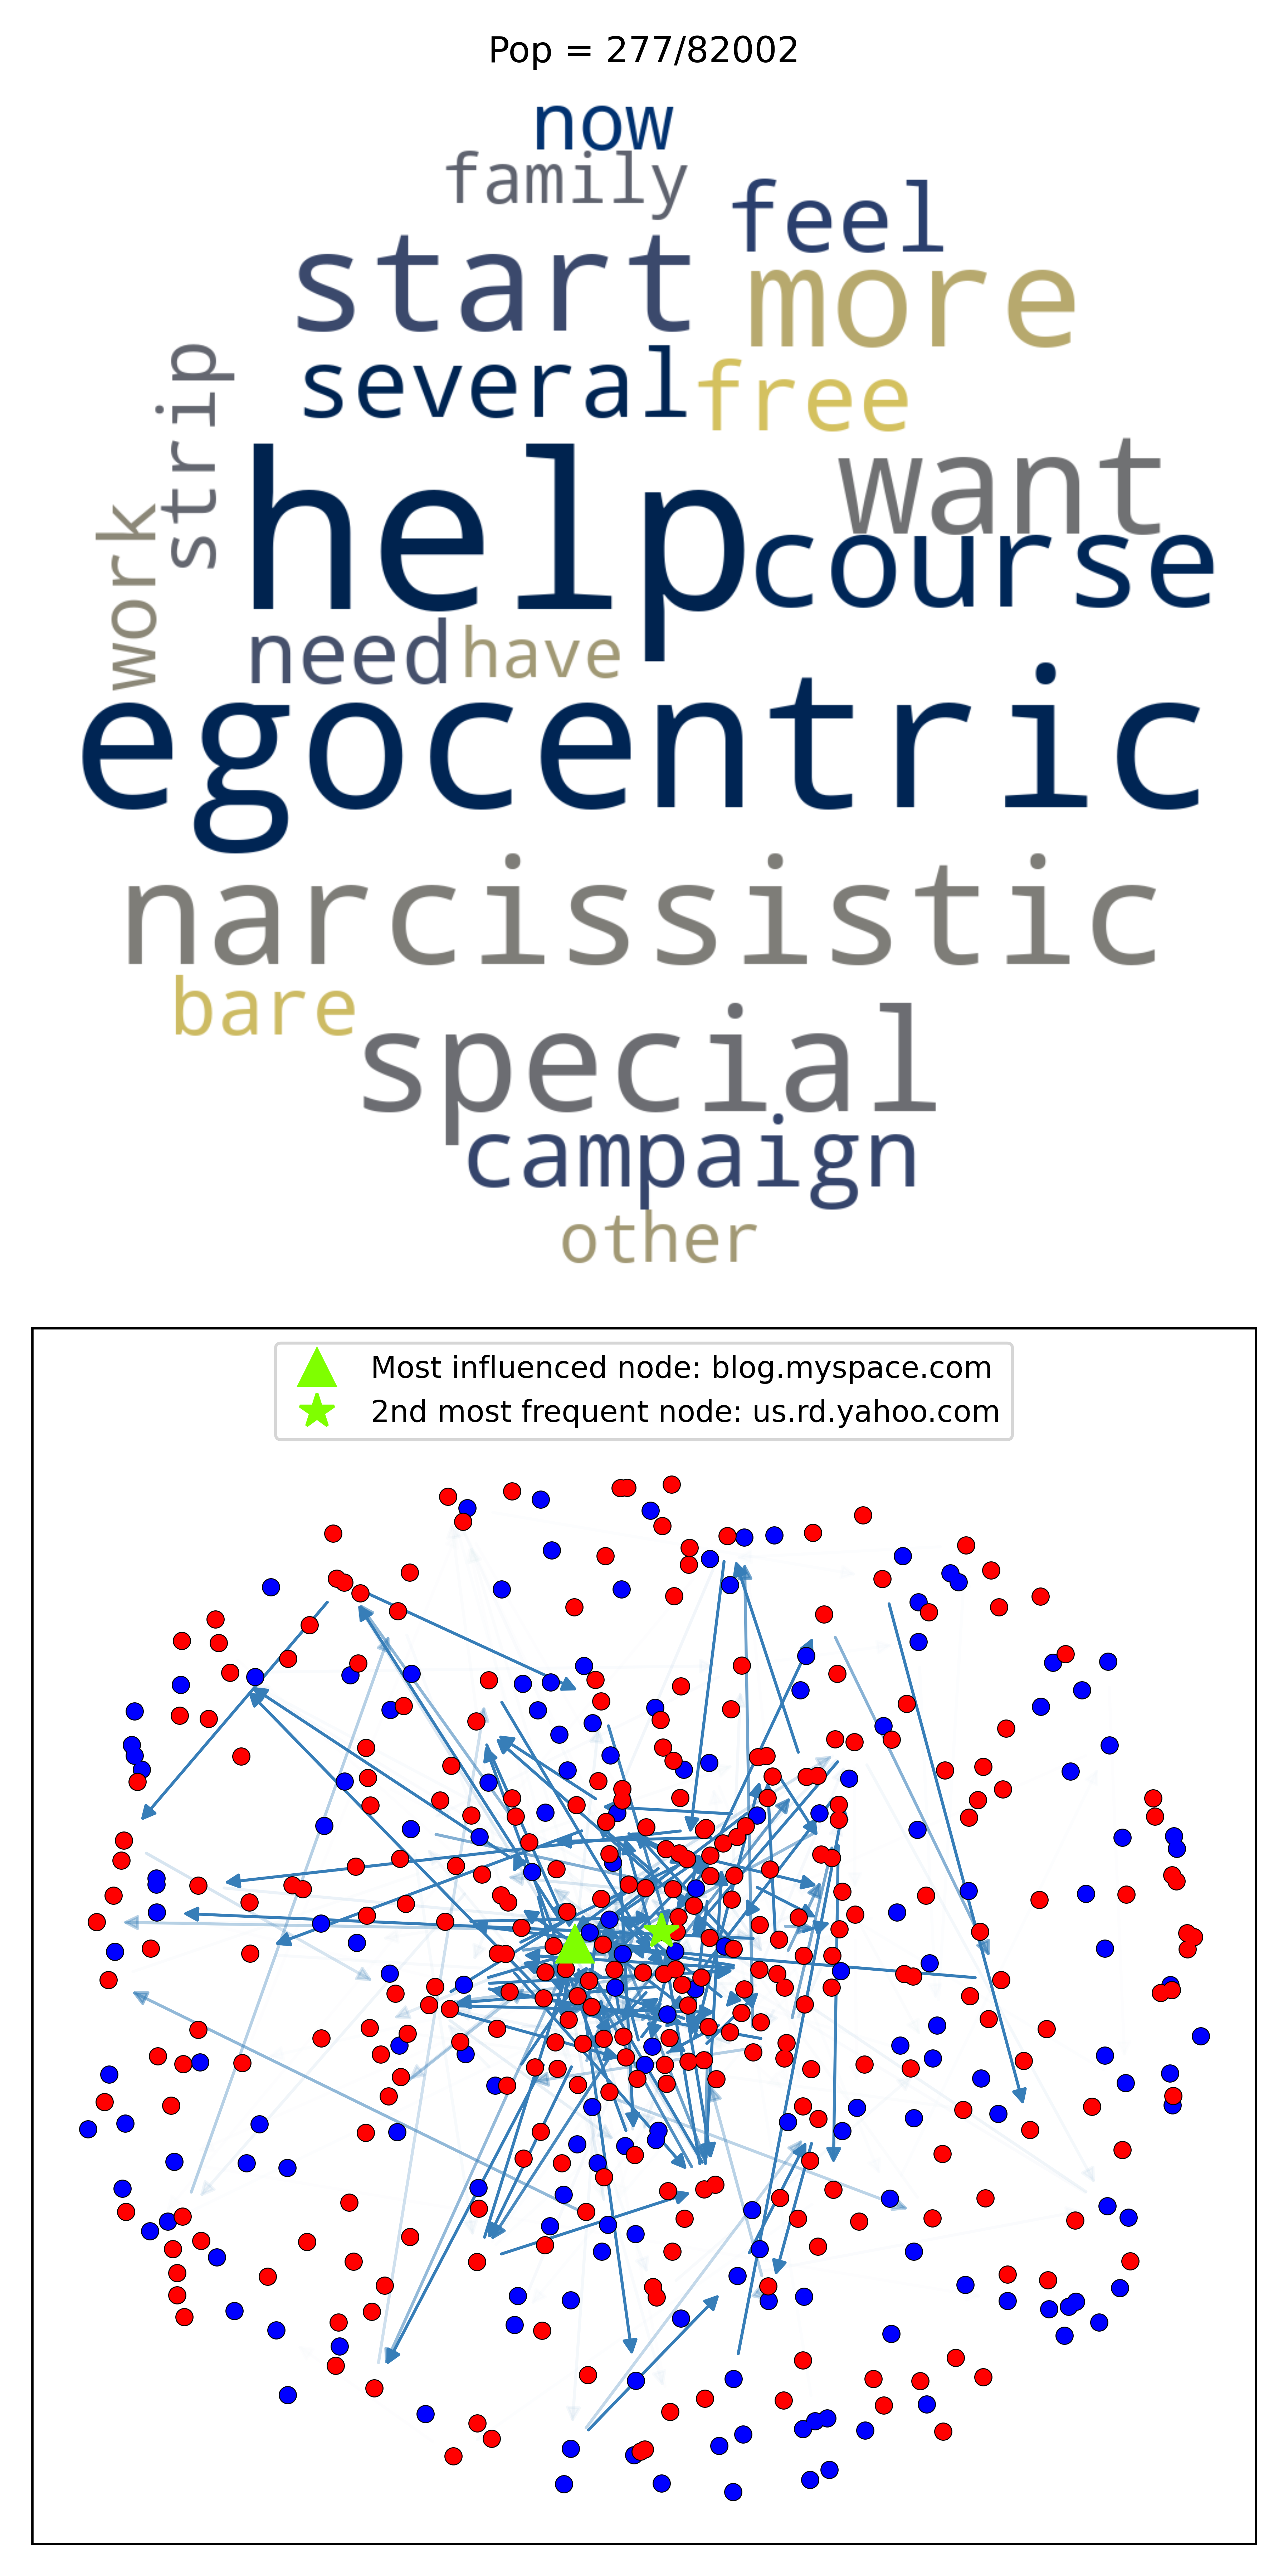 Pop = 277/82002
now
family
feel
start
more
several
free
strip
help
want
course
work
need
have
egocentric
narcissistic
bare
special
campaign
other
Most influenced node: blog.myspace.com
2nd most frequent node: us.rd.yahoo.com